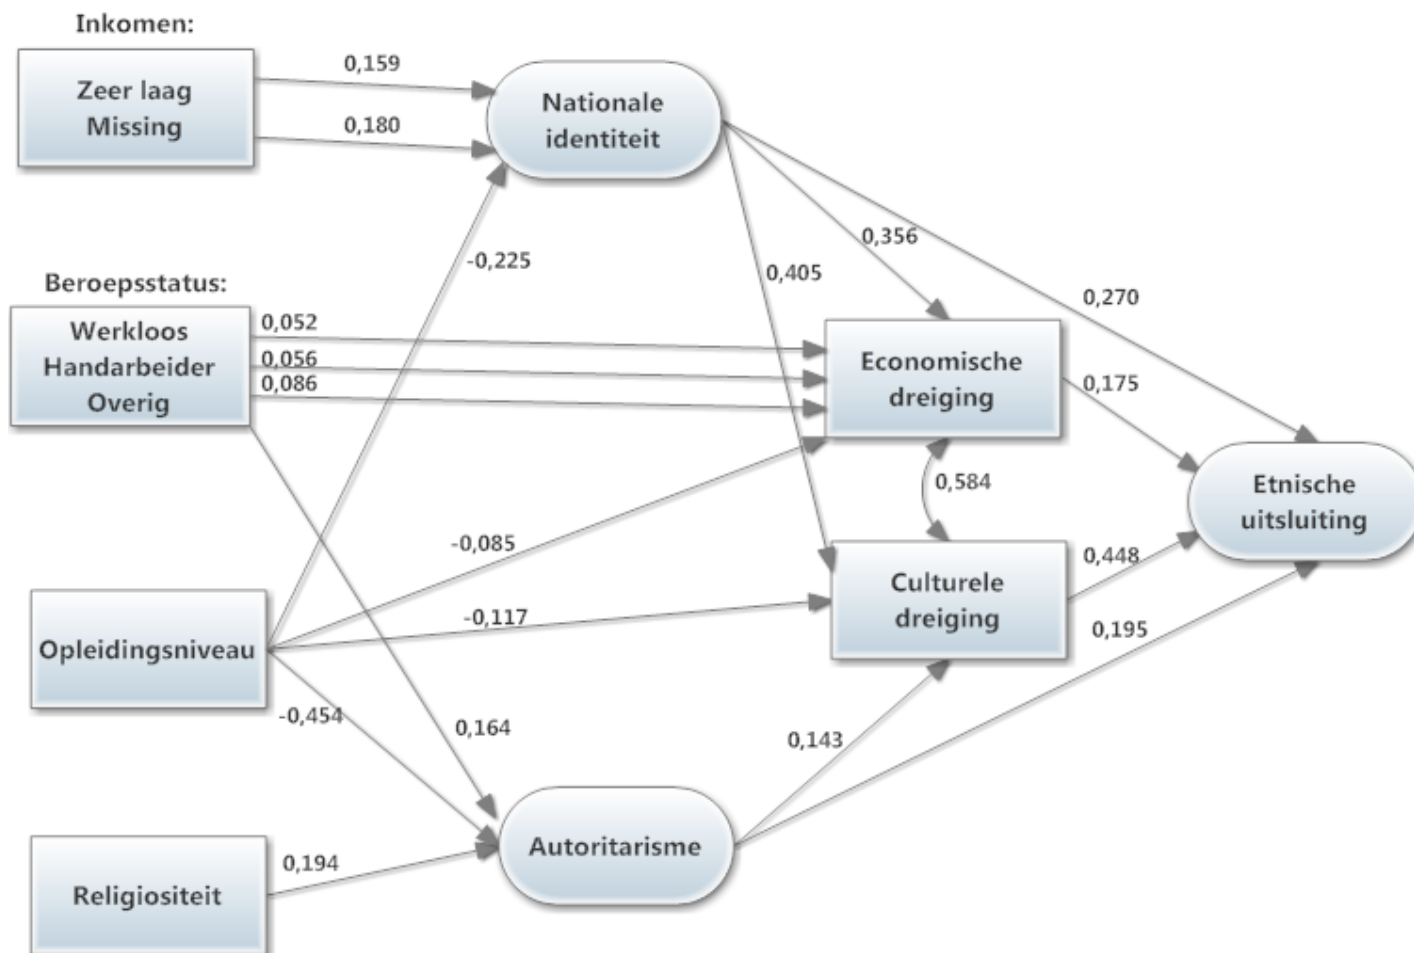 Inkomen:
Zeer laag
Missing
0,159
0,180
Nationale
identiteit
-0,225
0,356
0,405
0,270
Beroepsstatus:
Werkloos
Handarbeider
Overig
0,052
0,056
0,086
Economische
dreiging
0,175
0,584
Etnische
uitsluiting
-0,085
Culturele
dreiging
0,448
-0,117
0,195
Opleidingsniveau
-0,454
0,164
0,143
Autoritarisme
Religiositeit
0,194